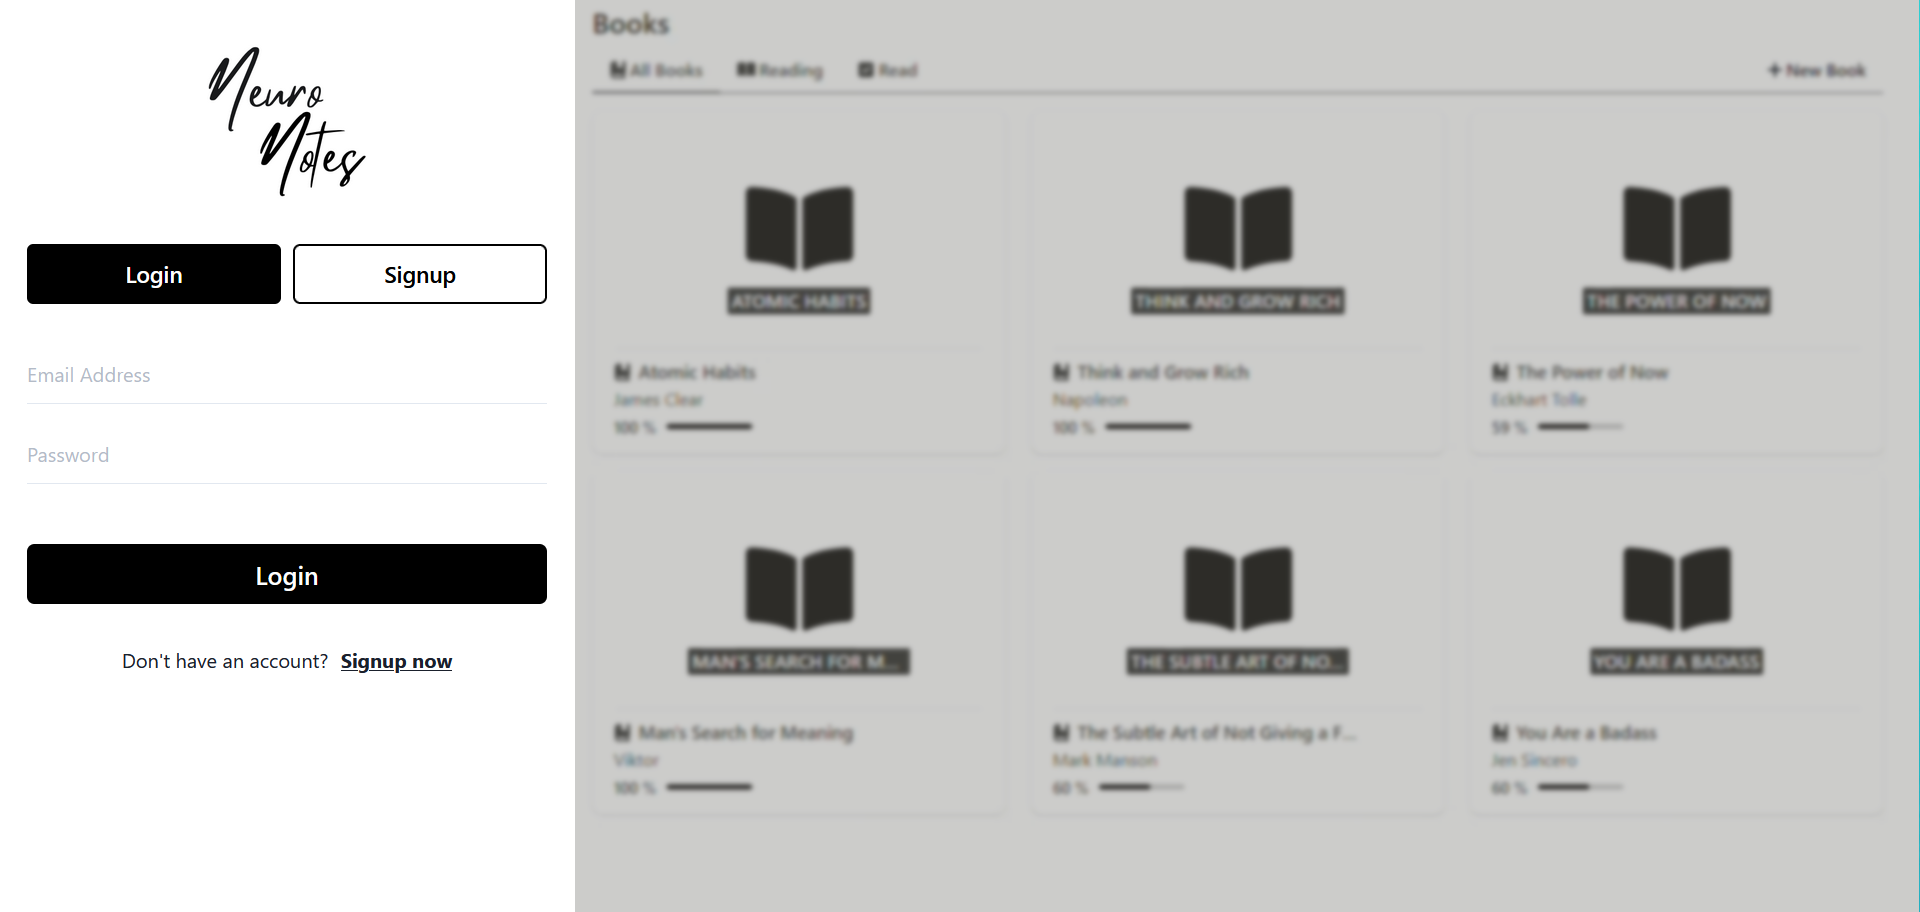 Neuro
Notes
Login
Signup
Email Address
Password
Login
Don't have an account? Signup now
Books
All Books
Reading
Read
+ New Book
ATOMIC HABITS
THINK AND GROW RICH
THE POWER OF NOW
Atomic Habits
Think and Grow Rich
The Power of Now
James Clear
Napoleon
Eckhart Tolle
100 %
100 %
59 %
MAN'S SEARCH FOR M...
THE SUBTLE ART OF NO...
YOU ARE A BADASS
Man's Search for Meaning
The Subtle Art of Not Giving a F...
You Are a Badass
Viktor
Mark Manson
Jen Sincero
100 %
60 %
60 %